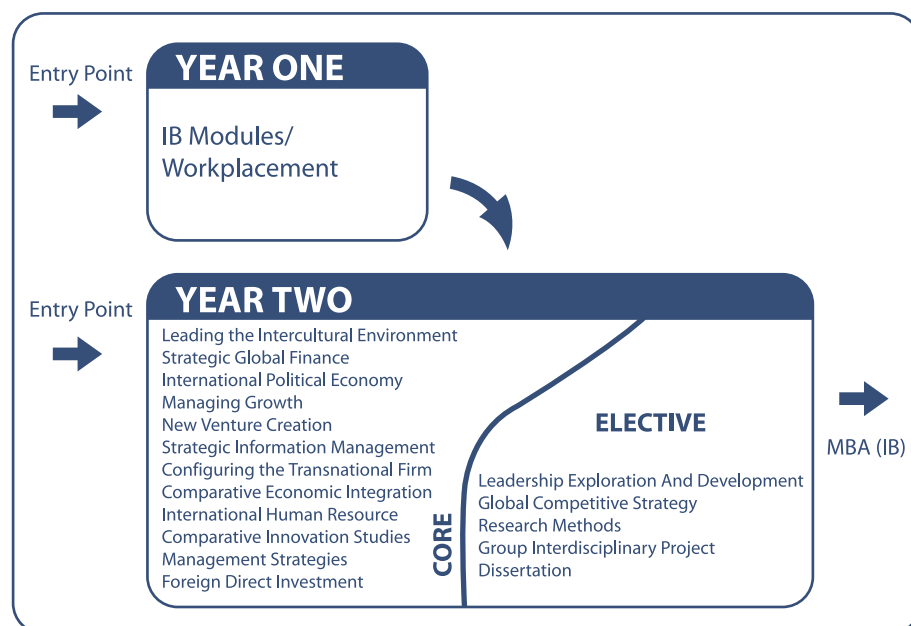 Entry Point
YEAR ONE
IB Modules/
Workplacement
Entry Point
YEAR TWO
Leading the Intercultural Environment
Strategic Global Finance
International Political Economy
Managing Growth
New Venture Creation
Strategic Information Management
Configuring the Transnational Firm
Comparative Economic Integration
International Human Resource
Comparative Innovation Studies
Management Strategies
Foreign Direct Investment
CORE
ELECTIVE
Leadership Exploration And Development
Global Competitive Strategy
Research Methods
Group Interdisciplinary Project
Dissertation
MBA (IB)